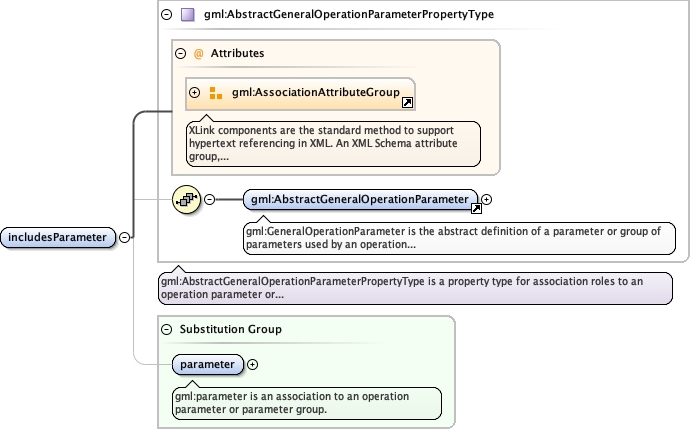 gml:AbstractGeneralOperationParameterPropertyType
@ Attributes
gml:AssociationAttributeGroup
XLink components are the standard method to support
hypertext referencing in XML. An XML Schema attribute
group,...
gml:AbstractGeneralOperationParameter
gml:GeneralOperationParameter is the abstract definition of a parameter or group of
parameters used by an operation...
includesParameter
gml:AbstractGeneralOperationParameterPropertyType is a property type for association roles to an
operation parameter or...
Substitution Group
parameter
gml:parameter is an association to an operation
parameter or parameter group.